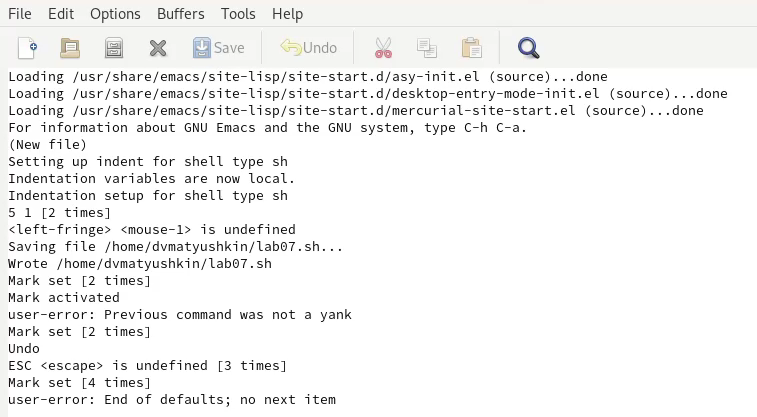 File Edit Options Buffers Tools Help
Save Undo
Loading /usr/share/emacs/site-lisp/site-start.d/asy-init.el (source)...done
Loading /usr/share/emacs/site-lisp/site-start.d/desktop-entry-mode-init.el (source)...done
Loading /usr/share/emacs/site-lisp/site-start.d/mercurial-site-start.el (source)...done
For information about GNU Emacs and the GNU system, type C-h C-a.
(New file)
Setting up indent for shell type sh
Indentation variables are now local.
Indentation setup for shell type sh
5 1 [2 times]
<left-fringe> <mouse-1> is undefined
Saving file /home/dvmatyushkin/lab07.sh...
Wrote /home/dvmatyushkin/lab07.sh
Mark set [2 times]
Mark activated
user-error: Previous command was not a yank
Mark set [2 times]
Undo
ESC <escape> is undefined [3 times]
Mark set [4 times]
user-error: End of defaults; no next item